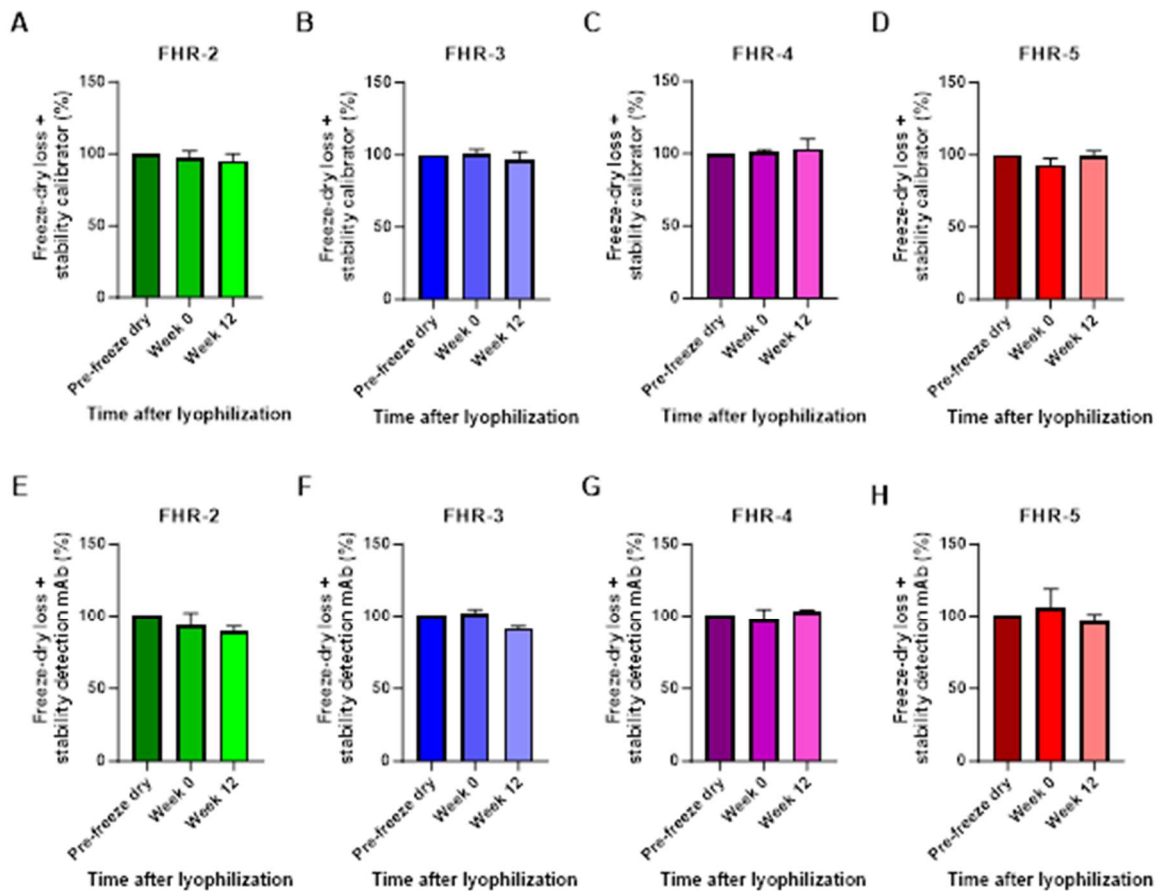 A
FHR-2
Freeze-dry loss +
stability calibrator (%)
150
100
50
0
Pre-freeze dry
Week 0
Week 12
Time after lyophilization
B
FHR-3
Freeze-dry loss +
stability calibrator (%)
150
100
50
0
Pre-freeze dry
Week 0
Week 12
Time after lyophilization
C
FHR-4
Freeze-dry loss +
stability calibrator (%)
150
100
50
0
Pre-freeze dry
Week 0
Week 12
Time after lyophilization
D
FHR-5
Freeze-dry loss +
stability calibrator (%)
150
100
50
0
Pre-freeze dry
Week 0
Week 12
Time after lyophilization
E
FHR-2
Freeze-dry loss +
stability detection mAb (%)
150
100
50
0
Pre-freeze dry
Week 0
Week 12
Time after lyophilization
F
FHR-3
Freeze-dry loss +
stability detection mAb (%)
150
100
50
0
Pre-freeze dry
Week 0
Week 12
Time after lyophilization
G
FHR-4
Freeze-dry loss +
stability detection mAb (%)
150
100
50
0
Pre-freeze dry
Week 0
Week 12
Time after lyophilization
H
FHR-5
Freeze-dry loss +
stability detection mAb (%)
150
100
50
0
Pre-freeze dry
Week 0
Week 12
Time after lyophilization